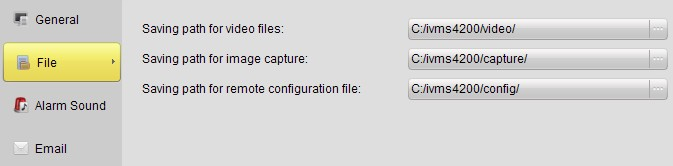 General
File
Alarm Sound
Email
Saving path for video files: C:/ivms4200/video/ ...
Saving path for image capture: C:/ivms4200/capture/ ...
Saving path for remote configuration file: C:/ivms4200/config/ ...